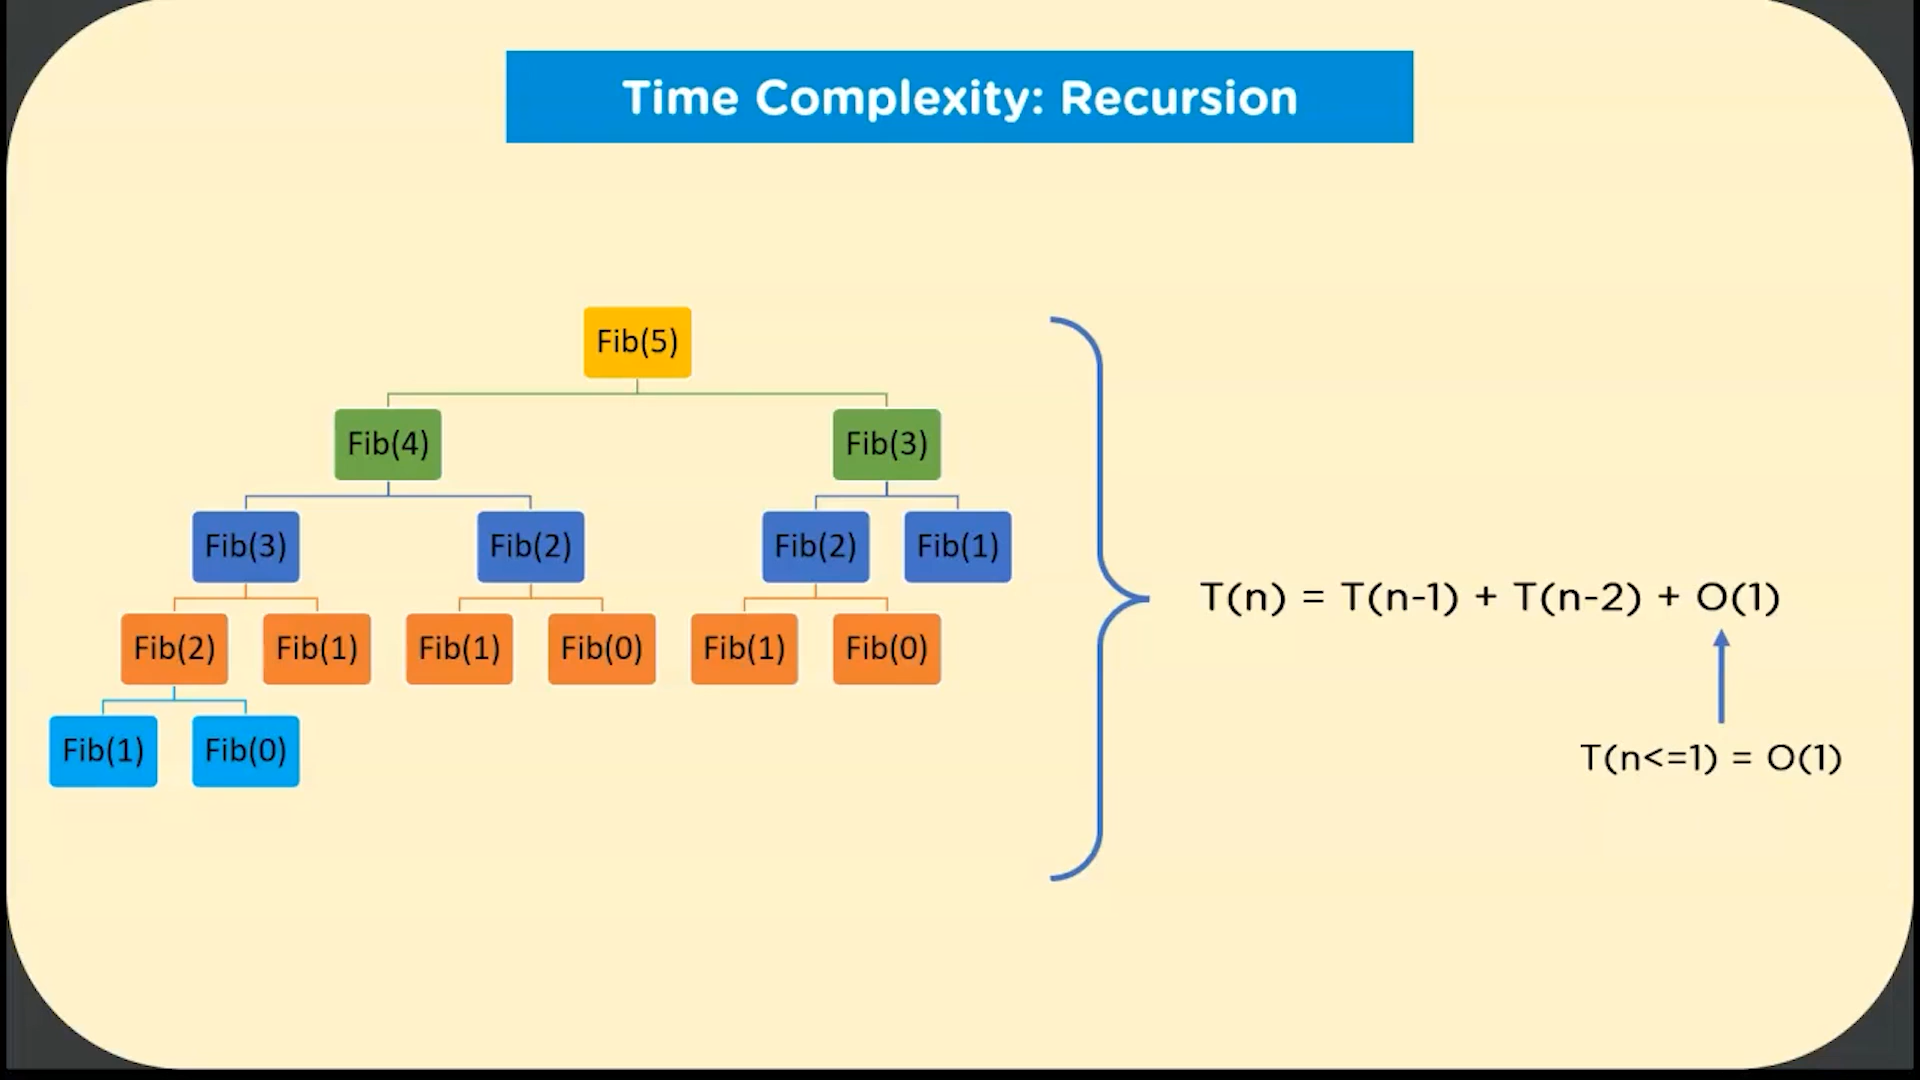 Time Complexity: Recursion
Fib(5)
Fib(4) Fib(3)
Fib(3) Fib(2) Fib(2) Fib(1)
T(n) = T(n-1) + T(n-2) + O(1)
Fib(2) Fib(1) Fib(1) Fib(0) Fib(1) Fib(0)
Fib(1) Fib(0)
T(n<=1) = O(1)